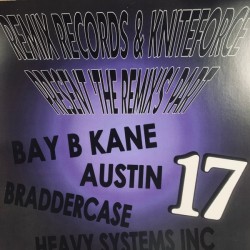 REMIX RECORDS & KNITEFORCE
PRESENT 'THE REMIX'S' PART
BAY B KANE
AUSTIN
17
BRADDERCASE
HEAVY SYSTEMS INC